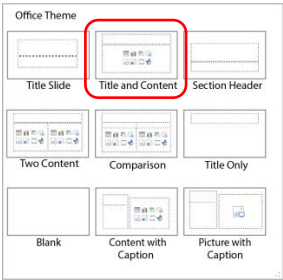 Office Theme
Title Slide
Title and Content
Section Header
Two Content
Comparison
Title Only
Blank
Content with
Caption
Picture with
Caption